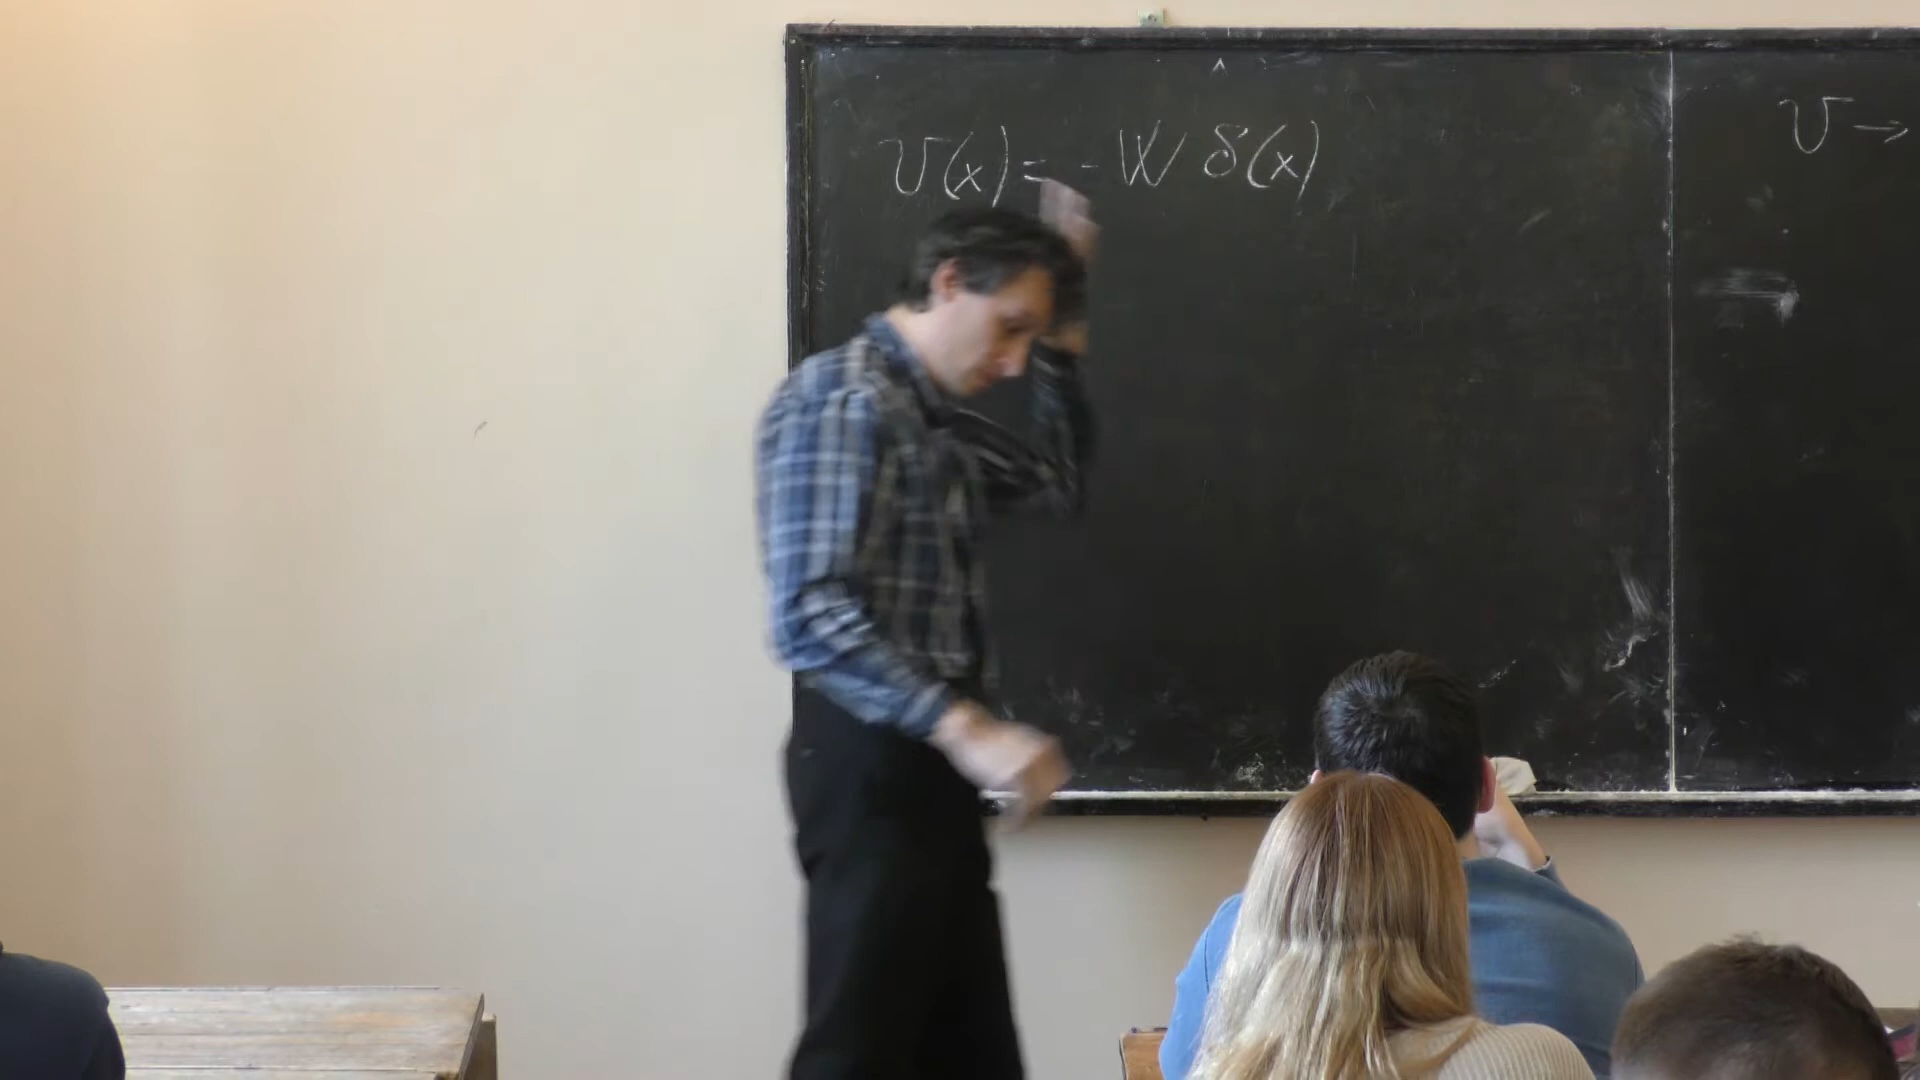 U(x) = -W δ(x)
U →